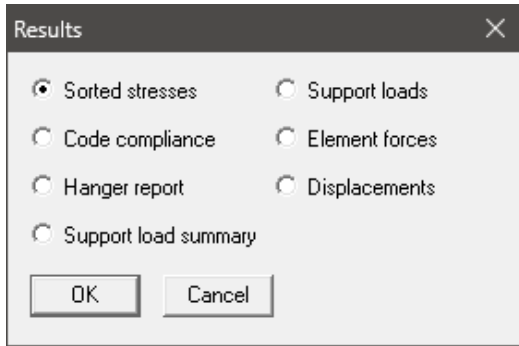 Results
Sorted stresses
Support loads
Code compliance
Element forces
Hanger report
Displacements
Support load summary
OK
Cancel